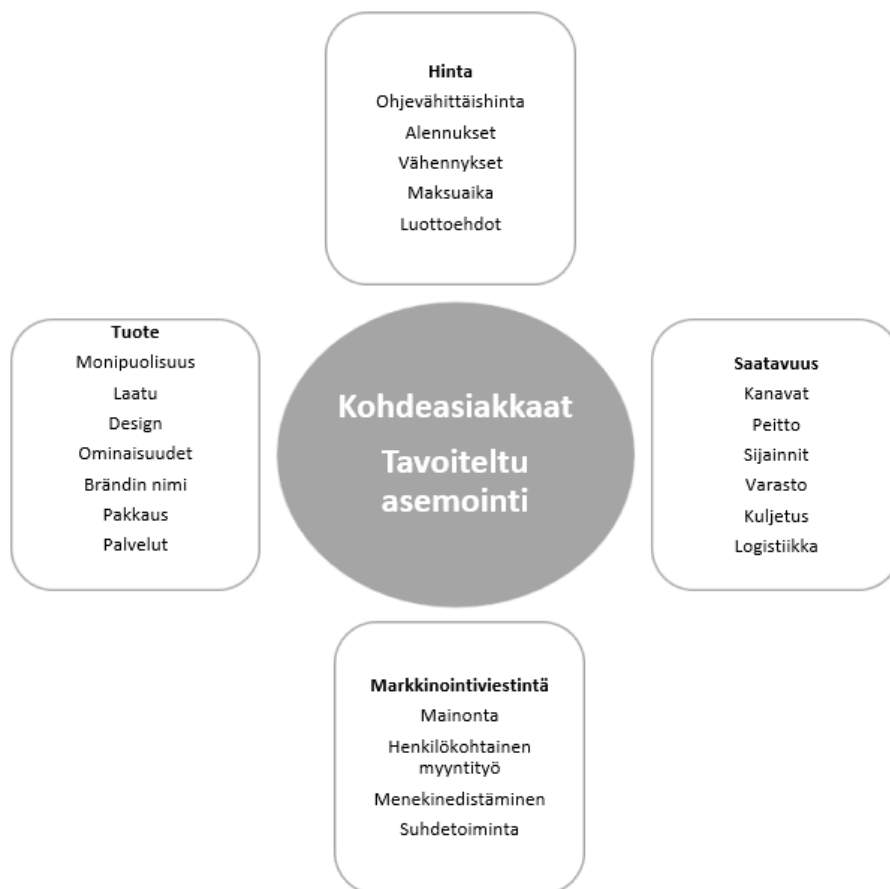 Hinta
Ohjevähittäishinta
Alennukset
Vähennykset
Maksuaika
Luottoehdot
Tuote
Monipuolisuus
Laatu
Design
Ominaisuudet
Brändin nimi
Pakkaus
Palvelut
Kohdeasiakkaat
Tavoiteltu
asemointi
Saatavuus
Kanavat
Peitto
Sijainnit
Varasto
Kuljetus
Logistiikka
Markkinointiviestintä
Mainonta
Henkilökohtainen
myyntityö
Menekinedistäminen
Suhdetoiminta